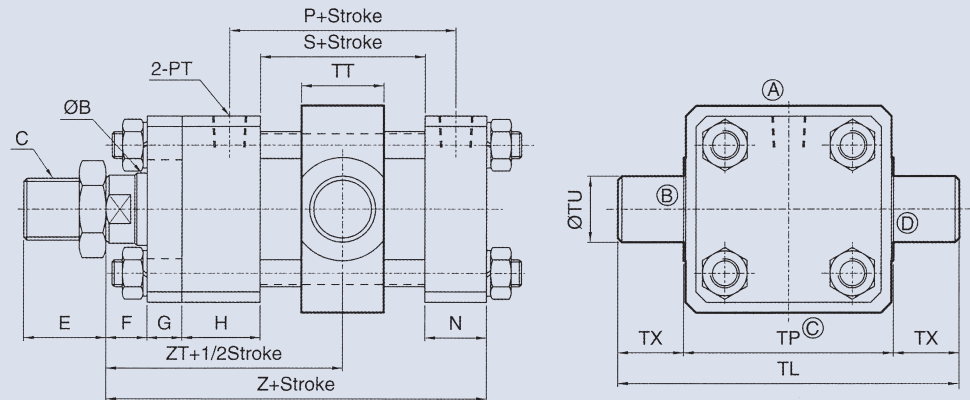 P+Stroke
S+Stroke
TT
2-PT
ØB
C
E
F
G
H
N
ZT+1/2Stroke
Z+Stroke
A
B
ØTU
D
C
TX
TP
TX
TL